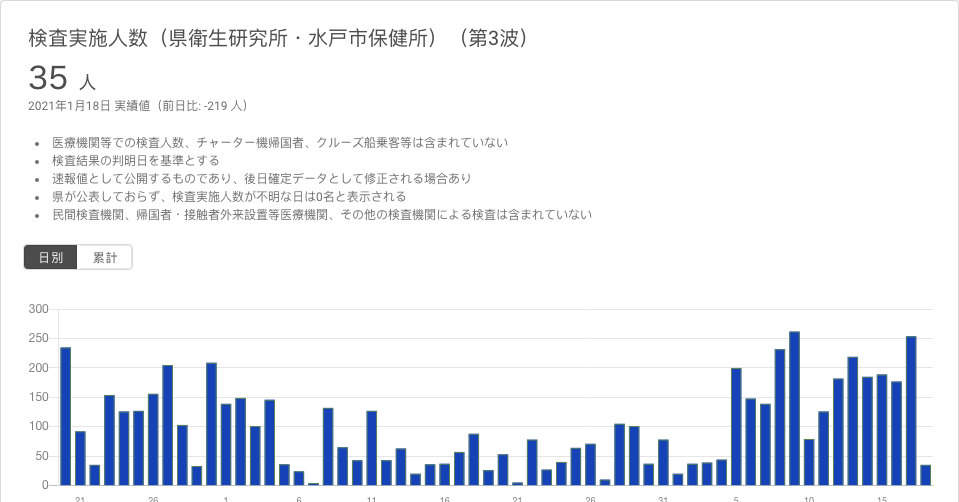 検査実施人数（県衛生研究所・水戸市保健所）（第3波）
35 人
2021年1月18日 実績値（前日比: -219 人）
• 医療機関等での検査人数、チャーター機帰国者、クルーズ船乗客等は含まれていない
• 検査結果の判明日を基準とする
• 速報値として公開するものであり、後日確定データとして修正される場合あり
• 県が公表しておらず、検査実施人数が不明な日は0名と表示される
• 民間検査機関、帰国者・接触者外来設置等医療機関、その他の検査機関による検査は含まれていない
日別 累計
300
250
200
150
100
50
0
21 26 1 6 11 16 21 26 31 5 10 15